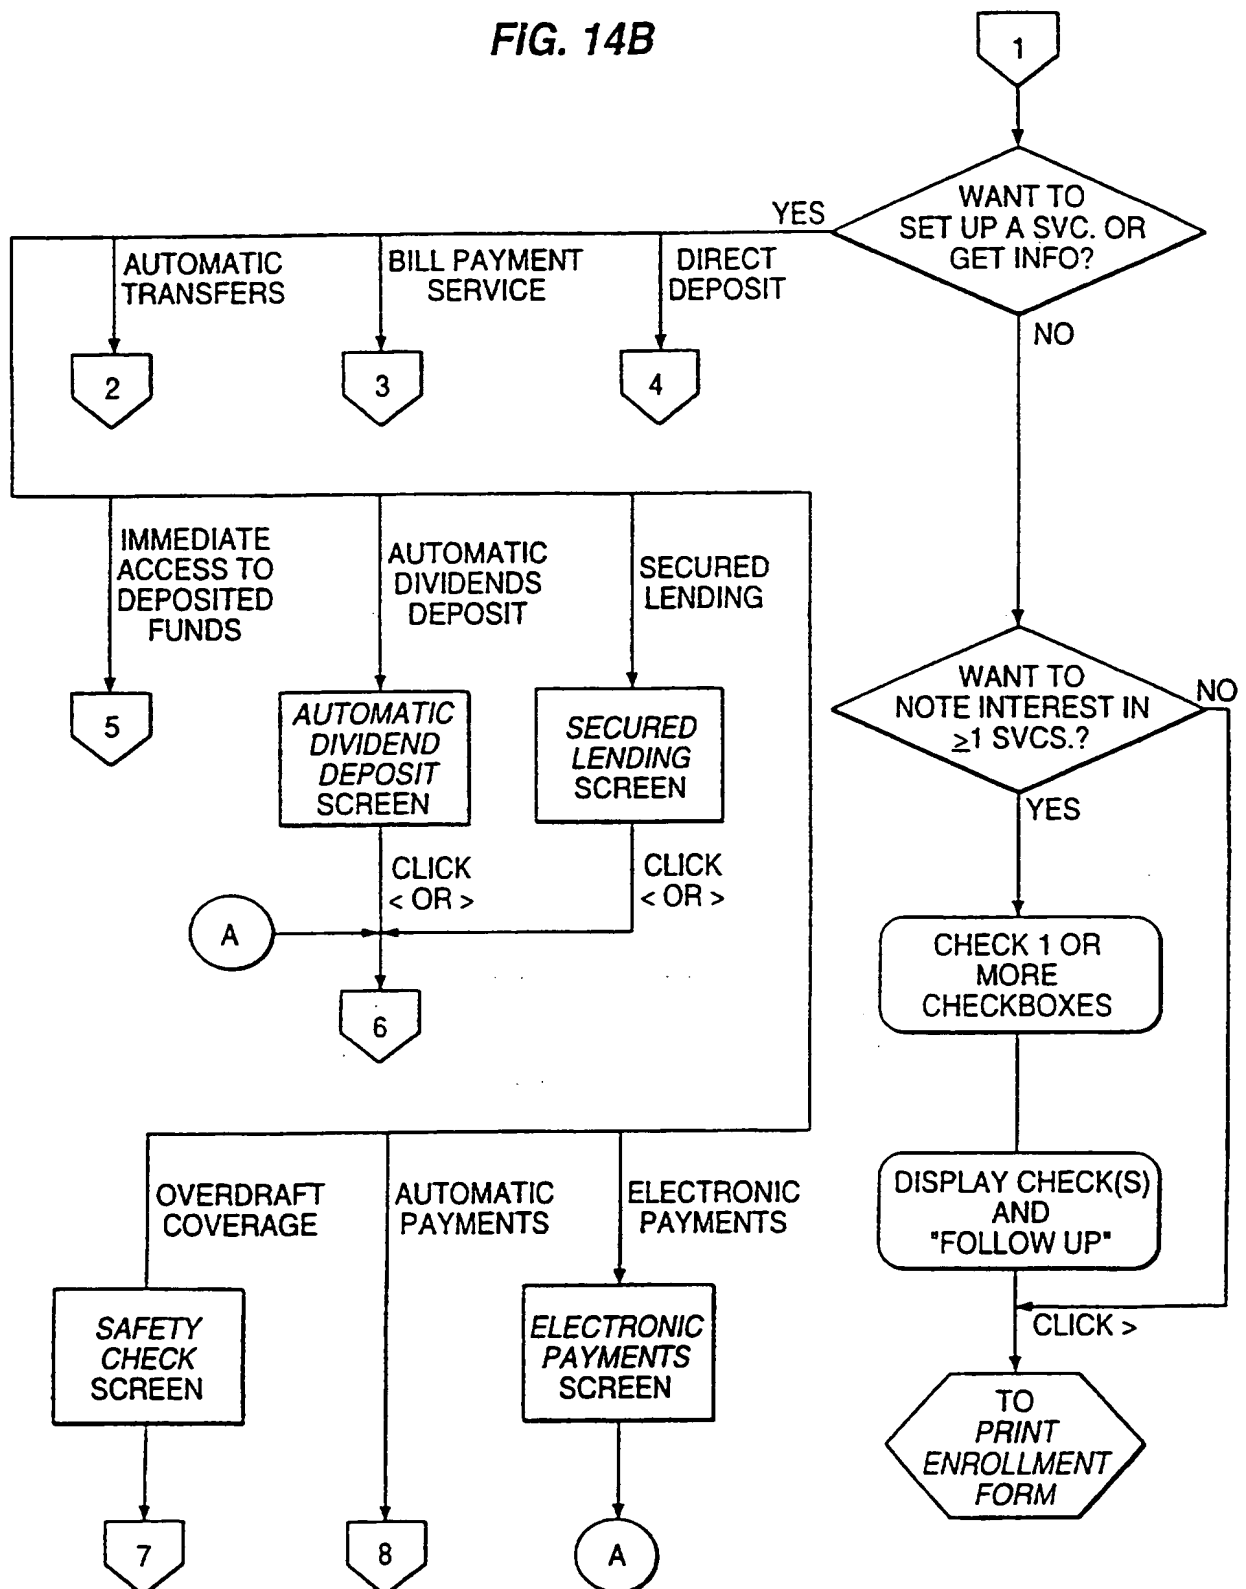 FIG. 14B
1
WANT TO
SET UP A SVC. OR
GET INFO?
YES
NO
AUTOMATIC
TRANSFERS
BILL PAYMENT
SERVICE
DIRECT
DEPOSIT
2
3
4
IMMEDIATE
ACCESS TO
DEPOSITED
FUNDS
AUTOMATIC
DIVIDENDS
DEPOSIT
SECURED
LENDING
5
AUTOMATIC
DIVIDEND
DEPOSIT
SCREEN
SECURED
LENDING
SCREEN
CLICK
< OR >
CLICK
< OR >
A
6
WANT TO
NOTE INTEREST IN
≥1 SVCS.?
NO
YES
CHECK 1 OR
MORE
CHECKBOXES
DISPLAY CHECK(S)
AND
"FOLLOW UP"
CLICK >
TO
PRINT
ENROLLMENT
FORM
OVERDRAFT
COVERAGE
AUTOMATIC
PAYMENTS
ELECTRONIC
PAYMENTS
SAFETY
CHECK
SCREEN
ELECTRONIC
PAYMENTS
SCREEN
7
8
A